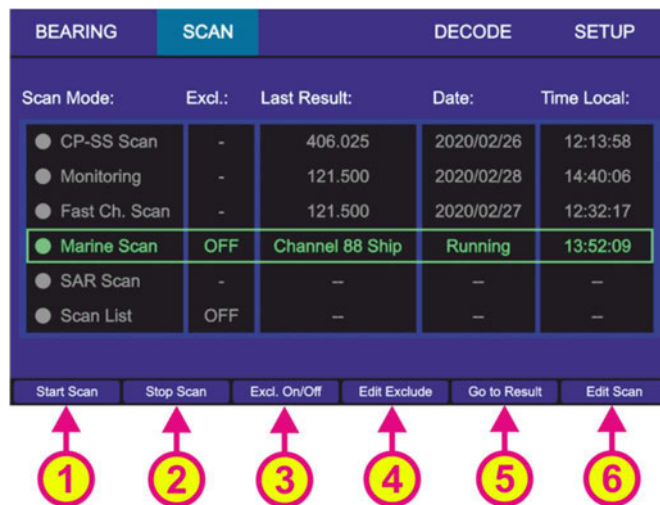 BEARING SCAN DECODE SETUP
Scan Mode: Excl.: Last Result: Date: Time Local:
CP-SS Scan - 406.025 2020/02/26 12:13:58
Monitoring - 121.500 2020/02/28 14:40:06
Fast Ch. Scan - 121.500 2020/02/27 12:32:17
Marine Scan OFF Channel 88 Ship Running 13:52:09
SAR Scan - -- -- --
Scan List OFF -- -- --
Start Scan Stop Scan Excl. On/Off Edit Exclude Go to Result Edit Scan
1 2 3 4 5 6